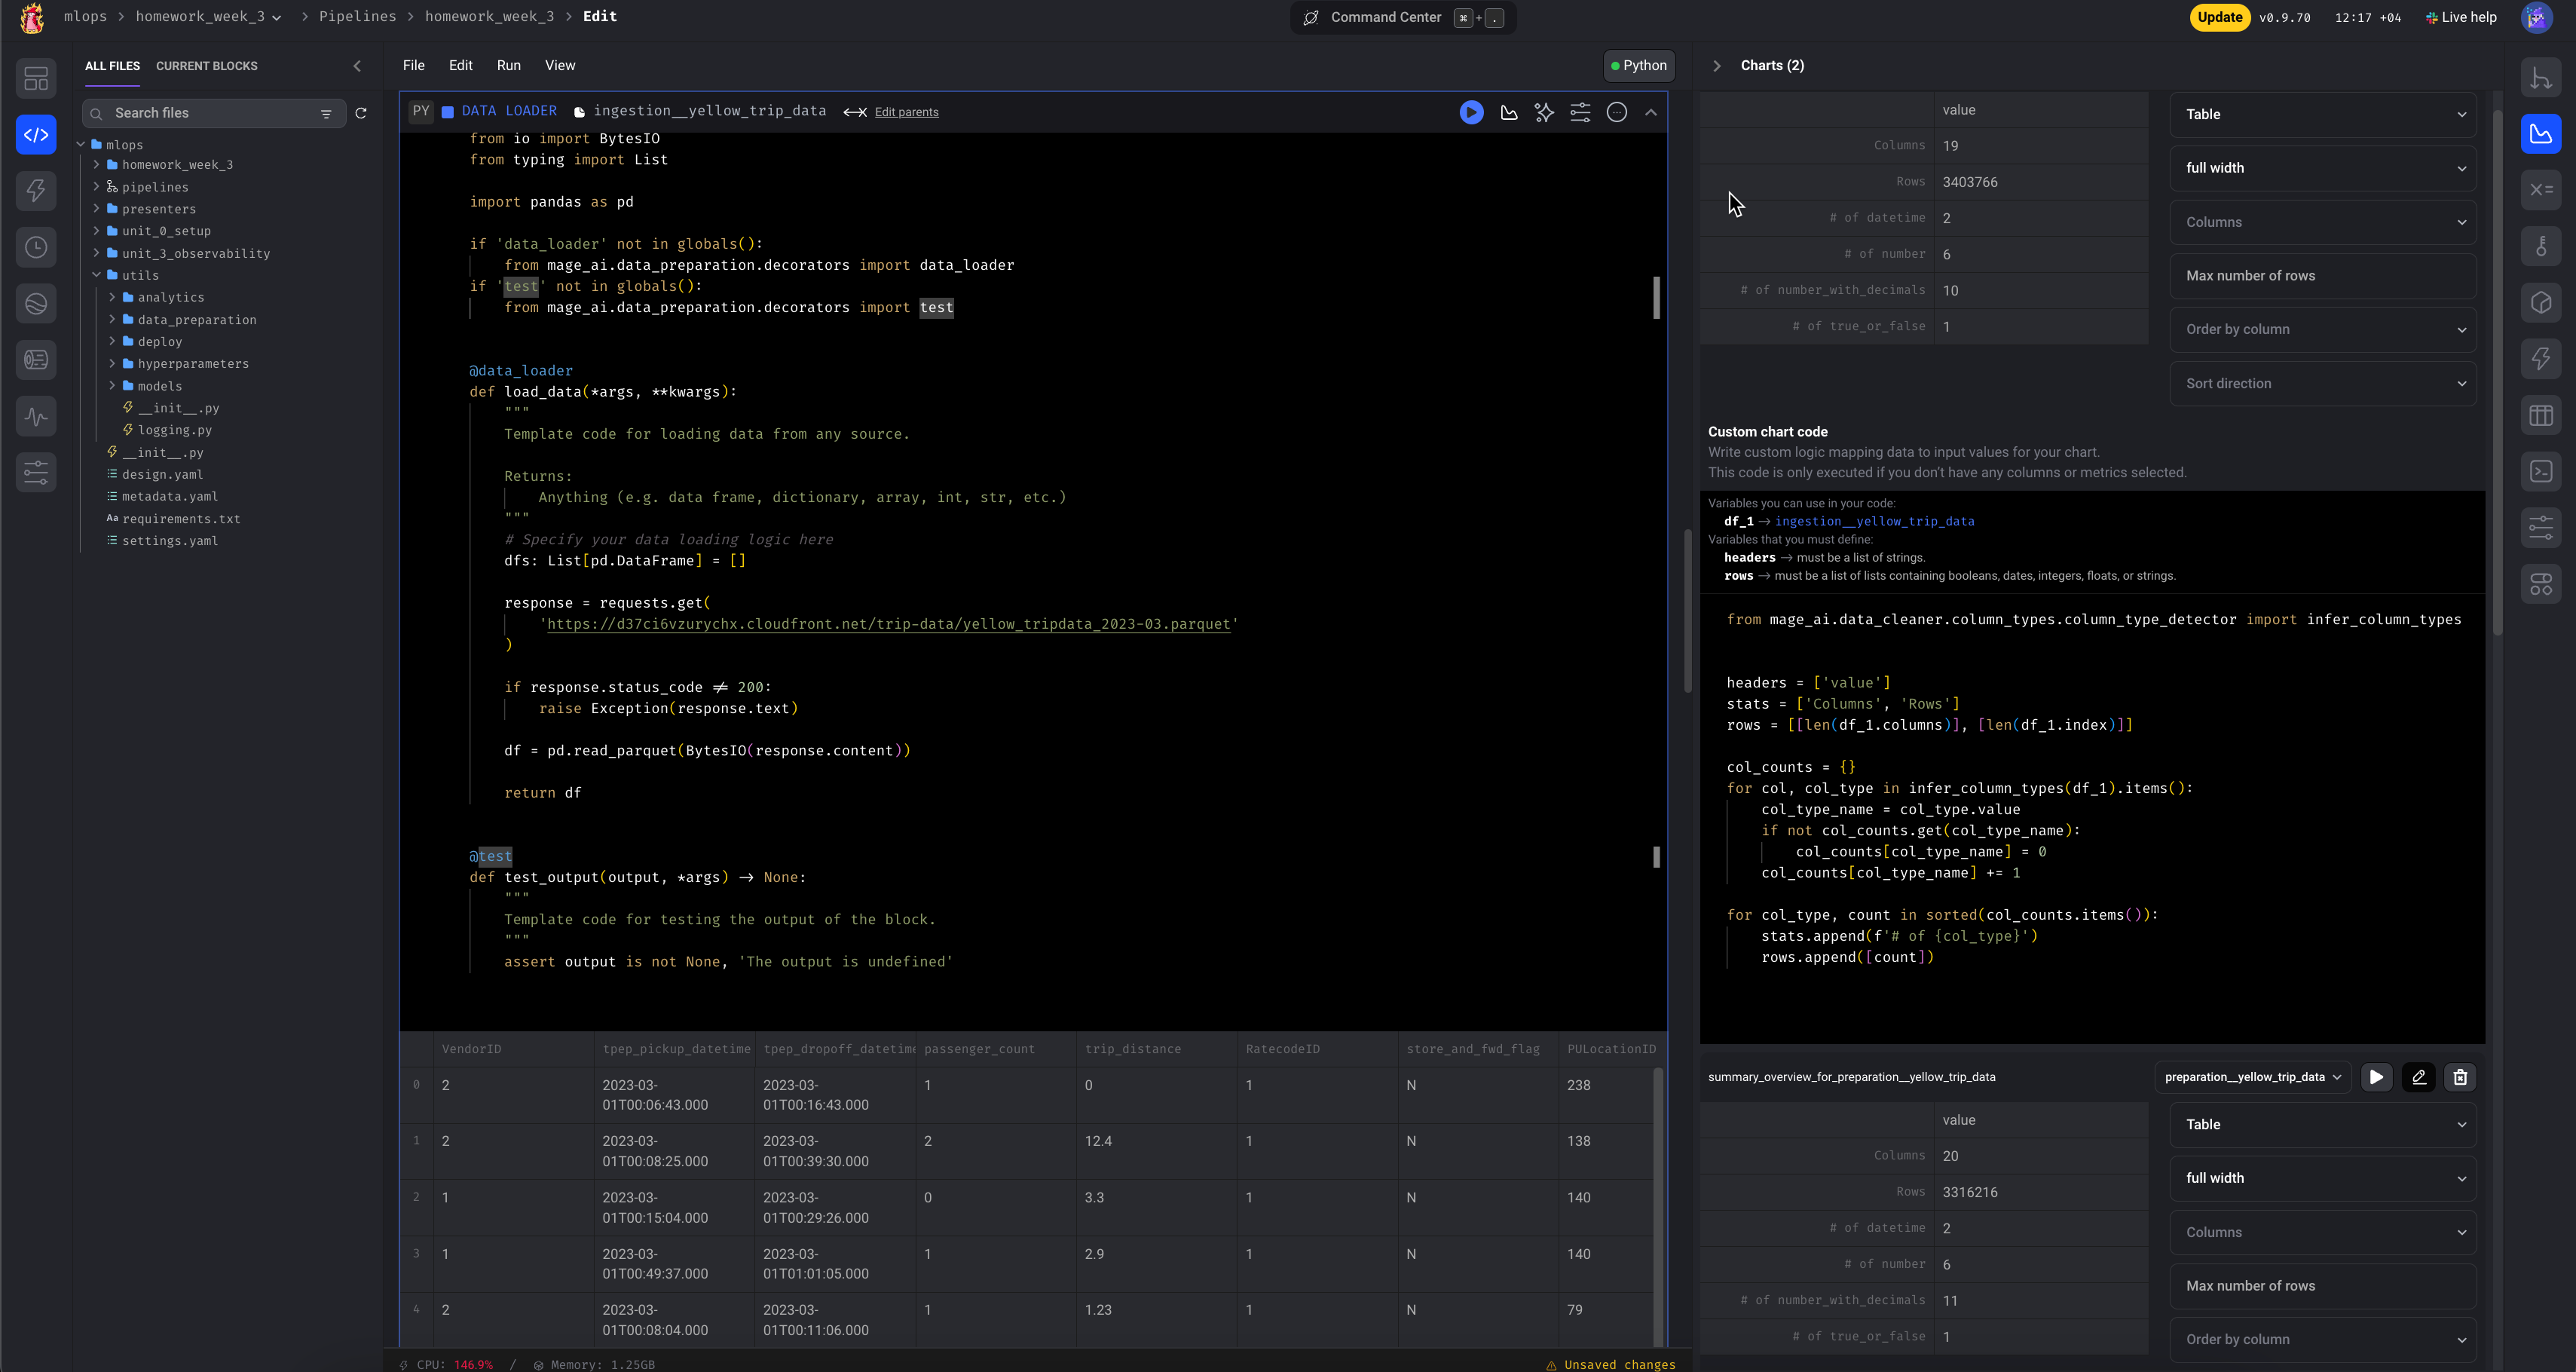 mlops > homework_week_3 > Pipelines > homework_week_3 > Edit
Command Center ⌘ + .
Update v0.9.70 12:17 +04 Live help
ALL FILES CURRENT BLOCKS
Search files
mlops
homework_week_3
pipelines
presenters
unit_0_setup
unit_3_observability
utils
analytics
data_preparation
deploy
hyperparameters
models
__init__.py
logging.py
__init__.py
design.yaml
metadata.yaml
Aa requirements.txt
settings.yaml
File Edit Run View
Python
PY DATA LOADER ingestion__yellow_trip_data Edit parents
from io import BytesIO
from typing import List
import pandas as pd
if 'data_loader' not in globals():
from mage_ai.data_preparation.decorators import data_loader
if 'test' not in globals():
from mage_ai.data_preparation.decorators import test
@data_loader
def load_data(*args, **kwargs):
"""
Template code for loading data from any source.
Returns:
Anything (e.g. data frame, dictionary, array, int, str, etc.)
"""
# Specify your data loading logic here
dfs: List[pd.DataFrame] = []
response = requests.get(
'https://d37ci6vzurychx.cloudfront.net/trip-data/yellow_tripdata_2023-03.parquet'
)
if response.status_code ≠ 200:
raise Exception(response.text)
df = pd.read_parquet(BytesIO(response.content))
return df
@test
def test_output(output, *args) → None:
"""
Template code for testing the output of the block.
"""
assert output is not None, 'The output is undefined'
VendorID tpep_pickup_datetime tpep_dropoff_datetime passenger_count trip_distance RatecodeID store_and_fwd_flag PULocationID
0 2 2023-03- 2023-03- 1 0 1 N 238
01T00:06:43.000 01T00:16:43.000
1 2 2023-03- 2023-03- 2 12.4 1 N 138
01T00:08:25.000 01T00:39:30.000
2 1 2023-03- 2023-03- 0 3.3 1 N 140
01T00:15:04.000 01T00:29:26.000
3 1 2023-03- 2023-03- 1 2.9 1 N 140
01T00:49:37.000 01T01:01:05.000
4 2 2023-03- 2023-03- 1 1.23 1 N 79
01T00:08:04.000 01T00:11:06.000
CPU: 146.9% / Memory: 1.25GB
Unsaved changes
Charts (2)
value
Columns 19
Rows 3403766
# of datetime 2
# of number 6
# of number_with_decimals 10
# of true_or_false 1
Table
full width
Columns
Max number of rows
Order by column
Sort direction
Custom chart code
Write custom logic mapping data to input values for your chart.
This code is only executed if you don't have any columns or metrics selected.
Variables you can use in your code:
df_1 → ingestion__yellow_trip_data
Variables that you must define:
headers → must be a list of strings.
rows → must be a list of lists containing booleans, dates, integers, floats, or strings.
from mage_ai.data_cleaner.column_types.column_type_detector import infer_column_types
headers = ['value']
stats = ['Columns', 'Rows']
rows = [[len(df_1.columns)], [len(df_1.index)]]
col_counts = {}
for col, col_type in infer_column_types(df_1).items():
col_type_name = col_type.value
if not col_counts.get(col_type_name):
col_counts[col_type_name] = 0
col_counts[col_type_name] += 1
for col_type, count in sorted(col_counts.items()):
stats.append(f'# of {col_type}')
rows.append([count])
summary_overview_for_preparation__yellow_trip_data preparation__yellow_trip_data
value
Columns 20
Rows 3316216
# of datetime 2
# of number 6
# of number_with_decimals 11
# of true_or_false 1
Table
full width
Columns
Max number of rows
Order by column